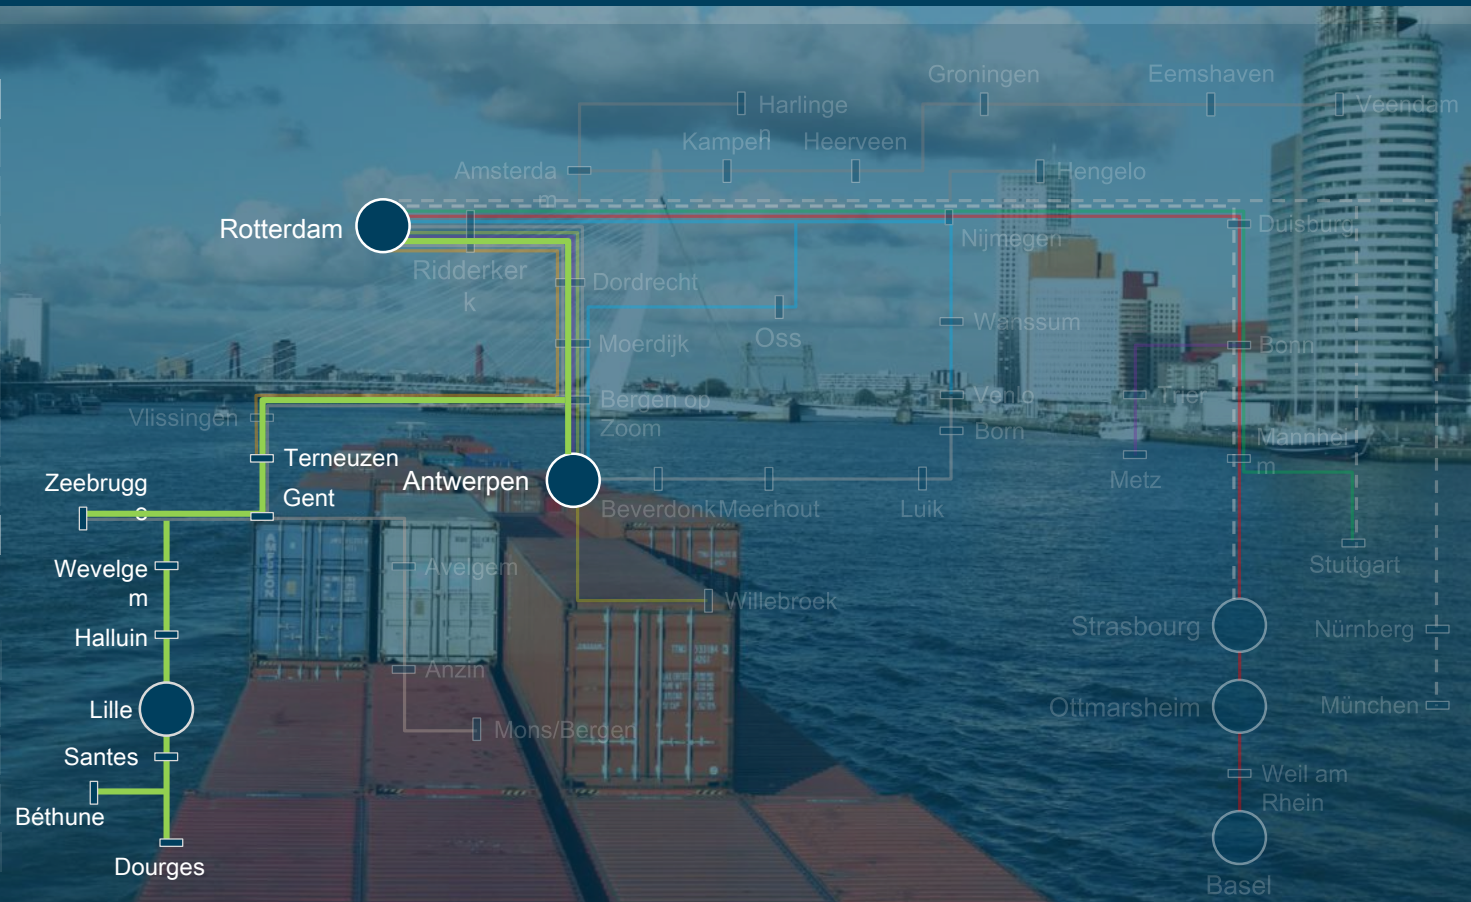 Groningen
Eemshaven
Harlinge
n
Veendam
Kampen
Heerveen
Amsterda
m
Hengelo
Rotterdam
Nijmegen
Duisburg
Ridderker
k
Dordrecht
Oss
Wanssum
Moerdijk
Bonn
Vlissingen
Bergen op
Zoom
Venlo
Trier
Born
Mannhei
m
Terneuzen
Zeebrugg
e
Gent
Antwerpen
Metz
Beverdonk
Meerhout
Luik
Wevelge
m
Avelgem
Stuttgart
Willebroek
Halluin
Strasbourg
Nürnberg
Anzin
Lille
Ottmarsheim
München
Mons/Bergen
Santes
Weil am
Rhein
Béthune
Dourges
Basel